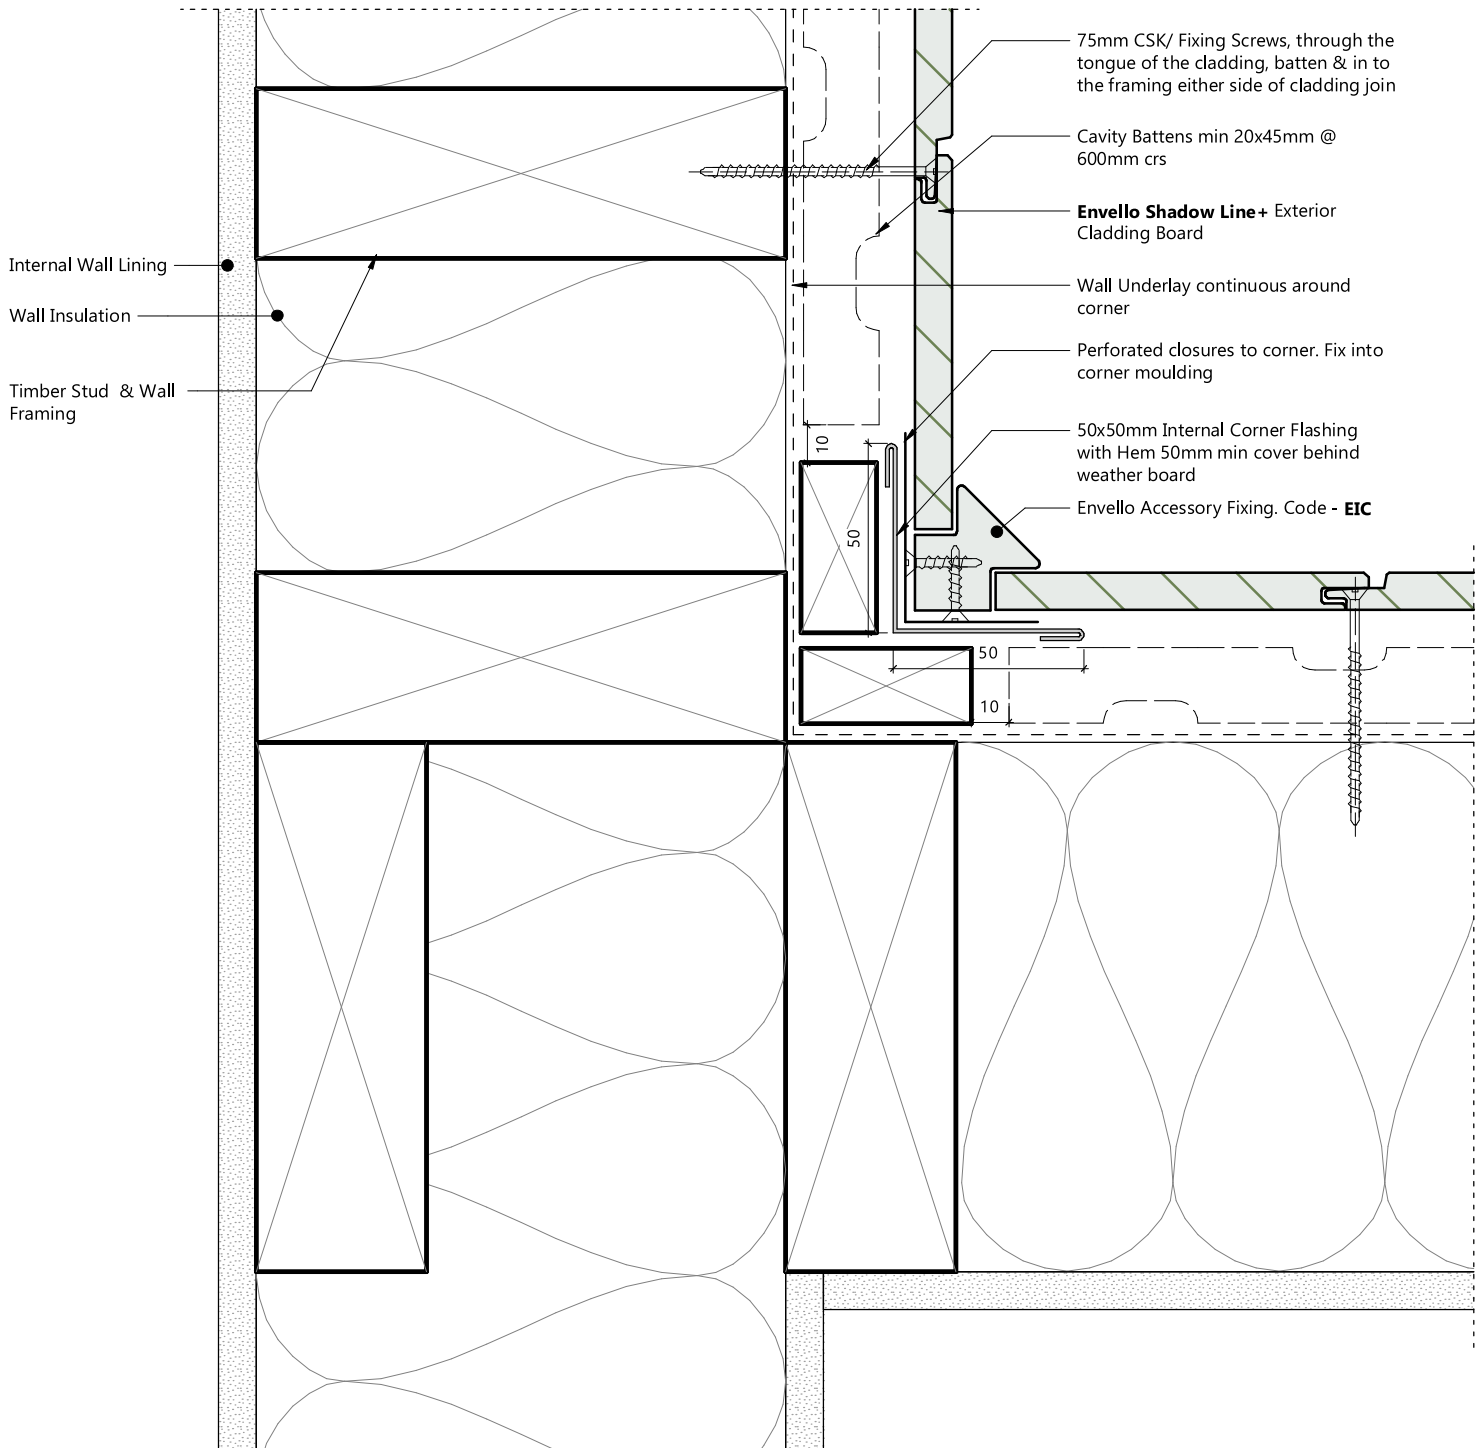 75mm CSK/ Fixing Screws, through the
tongue of the cladding, batten & in to
the framing either side of cladding join
Cavity Battens min 20x45mm @
600mm crs
Envello Shadow Line+ Exterior
Cladding Board
Internal Wall Lining
Wall Underlay continuous around
corner
Wall Insulation
Perforated closures to corner. Fix into
corner moulding
Timber Stud & Wall
Framing
50x50mm Internal Corner Flashing
with Hem 50mm min cover behind
weather board
10
Envello Accessory Fixing. Code - EIC
50
50
10